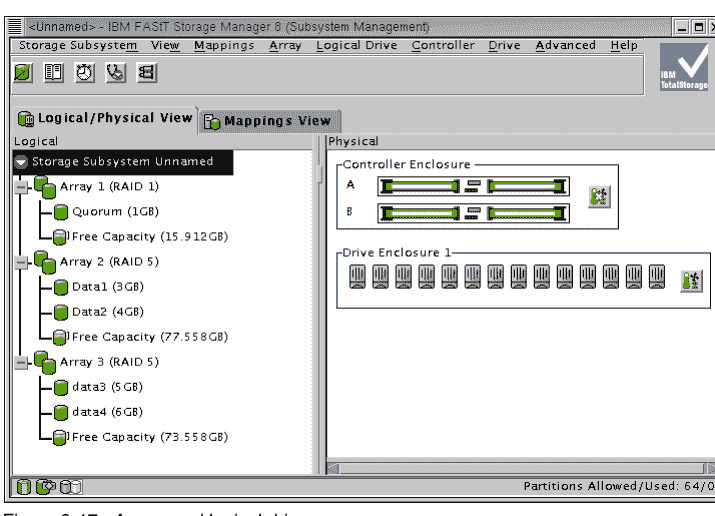 <Unnamed> - IBM FAStT Storage Manager 8 (Subsystem Management)
Storage Subsystem View Mappings Array Logical Drive Controller Drive Advanced Help
IBM
TotalStorage
Logical/Physical View Mappings View
Logical
Physical
Storage Subsystem Unnamed
Array 1 (RAID 1)
Quorum (1GB)
Free Capacity (15.912GB)
Array 2 (RAID 5)
Data1 (3GB)
Data2 (4GB)
Free Capacity (77.558GB)
Array 3 (RAID 5)
data3 (5GB)
data4 (6GB)
Free Capacity (73.558GB)
Controller Enclosure
A
B
Drive Enclosure 1
Partitions Allowed/Used: 64/0